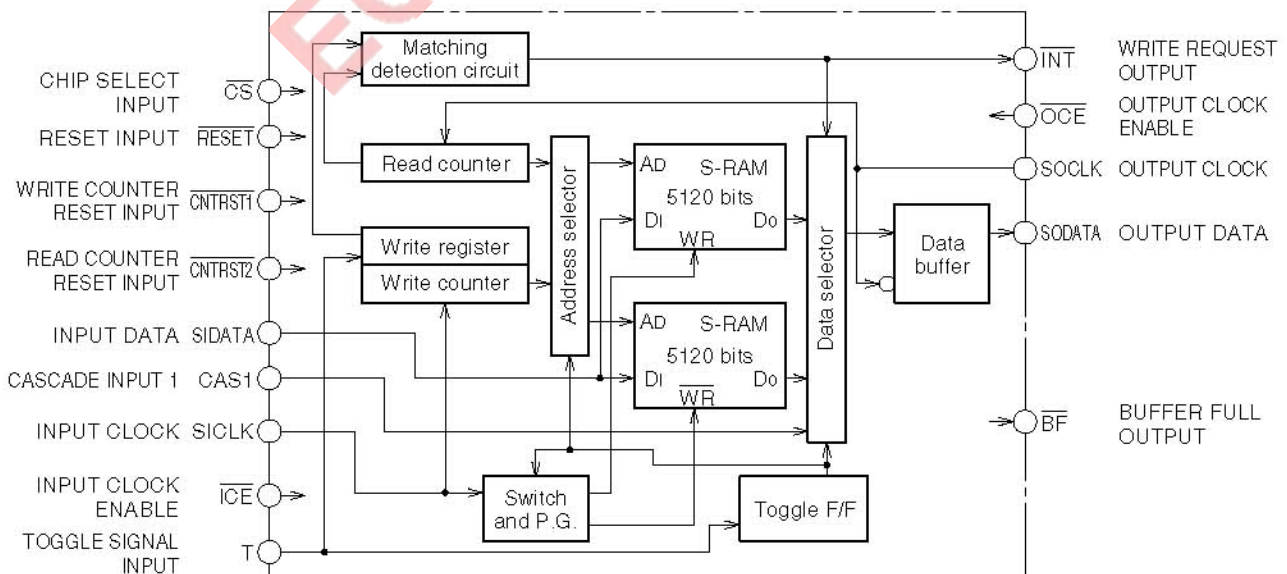 Matching
detection circuit
INT
WRITE REQUEST
OUTPUT
CHIP SELECT
INPUT
CS
OCE
OUTPUT CLOCK
ENABLE
RESET INPUT
RESET
Read counter
AD
S-RAM
5120 bits
DI
DO
WR
SOCLK
OUTPUT CLOCK
WRITE COUNTER
RESET INPUT
CNTRST1
Write register
Write counter
Address selector
Data selector
Data
buffer
SODATA
OUTPUT DATA
READ COUNTER
RESET INPUT
CNTRST2
INPUT DATA
SIDATA
AD
S-RAM
5120 bits
DI
DO
WR
CASCADE INPUT 1
CAS1
INPUT CLOCK
SICLK
BF
BUFFER FULL
OUTPUT
INPUT CLOCK
ENABLE
ICE
Switch
and P.G.
Toggle F/F
TOGGLE SIGNAL
INPUT
T